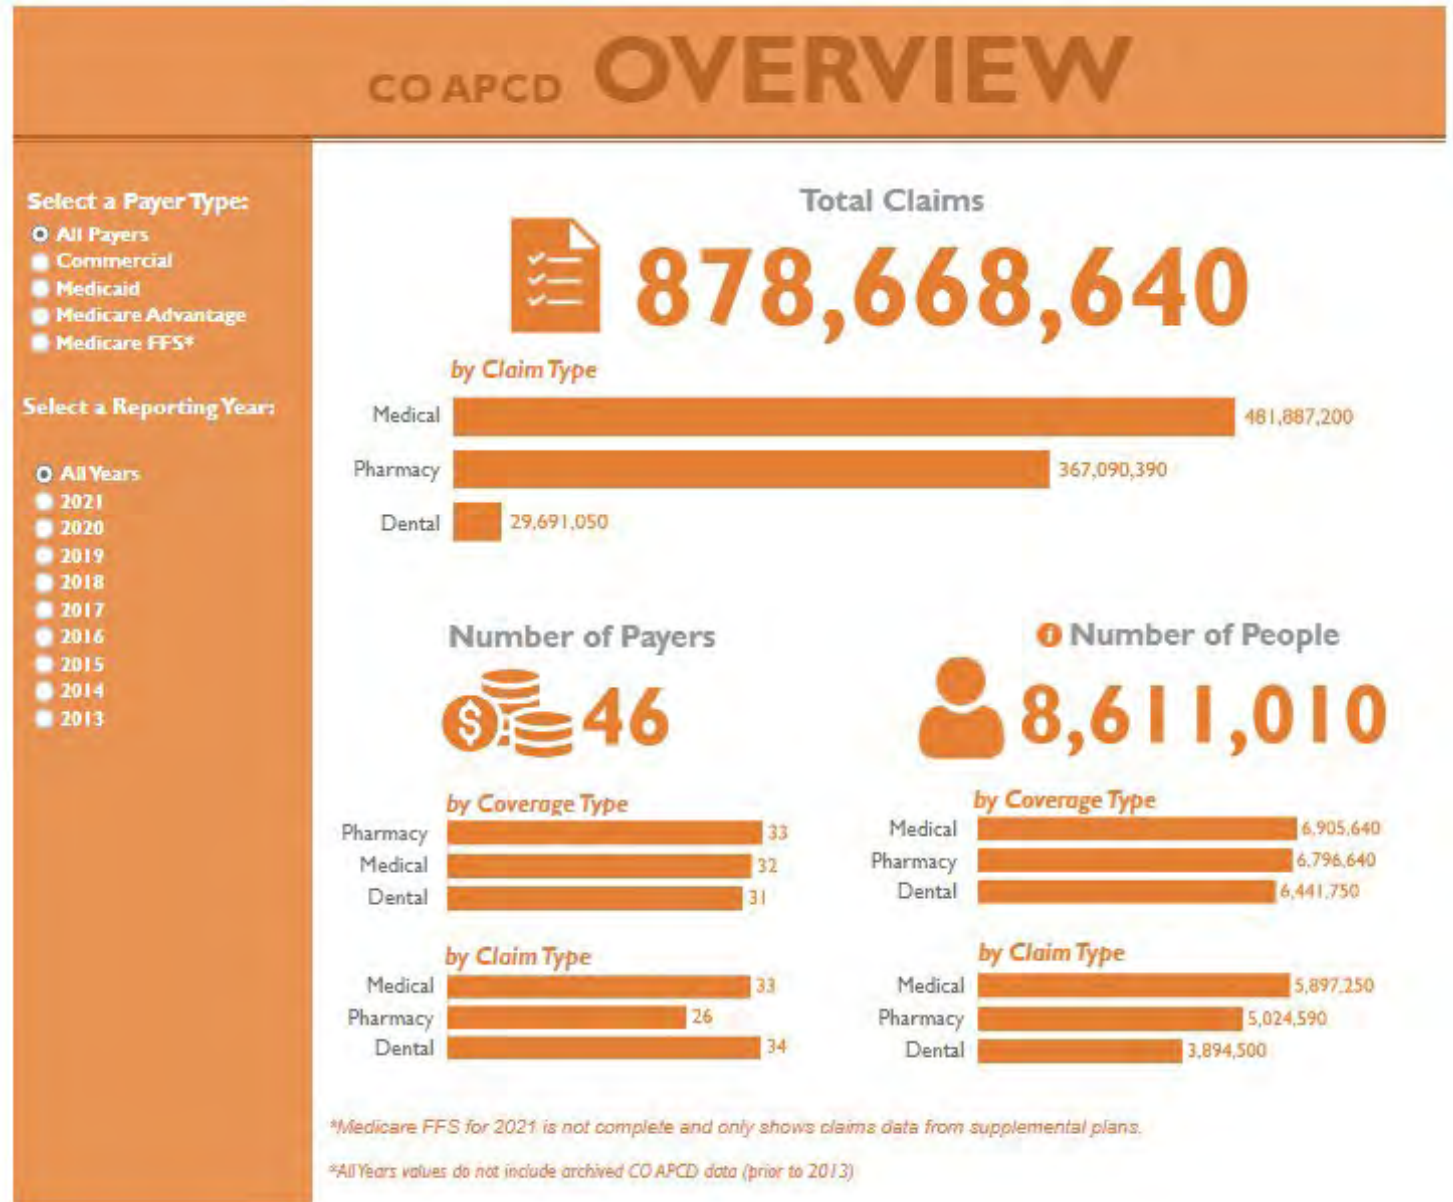 CO APCD OVERVIEW
Select a Payer Type:
All Payers
Commercial
Medicaid
Medicare Advantage
Medicare FFS*
Select a Reporting Year:
All Years
2021
2020
2019
2018
2017
2016
2015
2014
2013
Total Claims
878,668,640
by Claim Type
Medical 481,887,200
Pharmacy 367,090,390
Dental 29,691,050
Number of Payers
$ 46
by Coverage Type
Pharmacy 33
Medical 32
Dental 31
by Claim Type
Medical 33
Pharmacy 26
Dental 34
i Number of People
8,611,010
by Coverage Type
Medical 6,905,640
Pharmacy 6,796,640
Dental 6,441,750
by Claim Type
Medical 5,897,250
Pharmacy 5,024,590
Dental 3,894,500
*Medicare FFS for 2021 is not complete and only shows claims data from supplemental plans.
*All Years values do not include archived CO APCD data (prior to 2013)